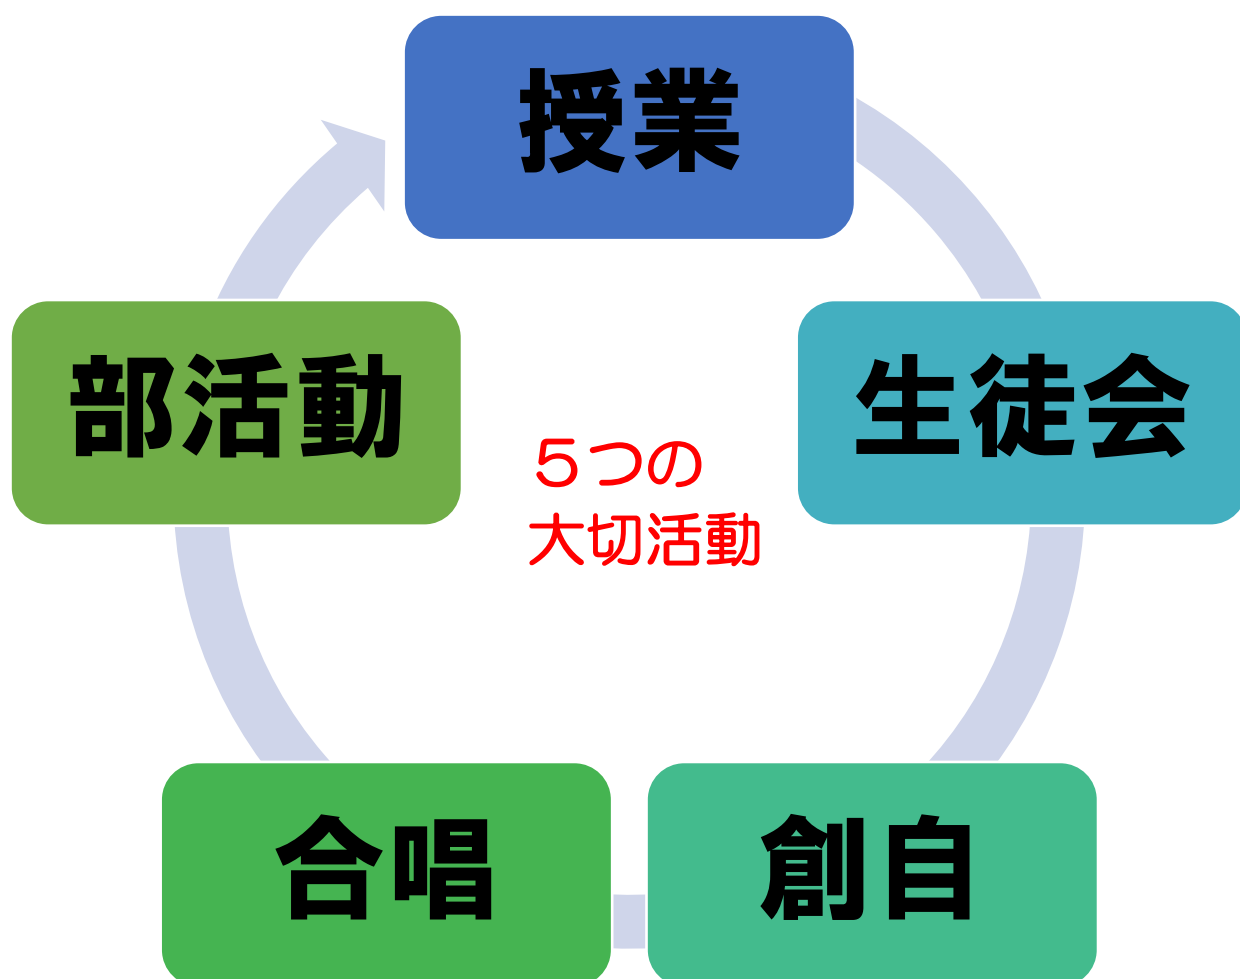 授業
生徒会
創自
合唱
部活動
５つの
大切活動